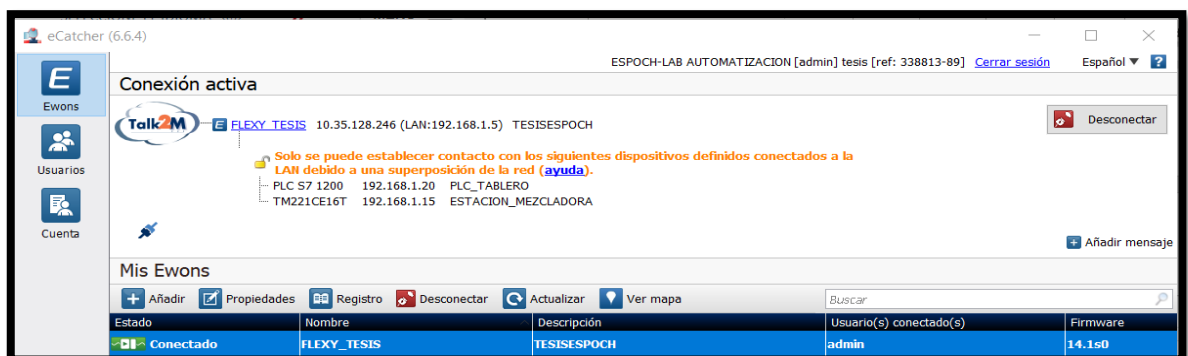 eCatcher (6.6.4)
ESPOCH-LAB AUTOMATIZACION [admin] tesis [ref: 338813-89] Cerrar sesión Español ▼ ?
E
Ewons
Conexión activa
Talk2M E FLEXY_TESIS 10.35.128.246 (LAN:192.168.1.5) TESISESPOCH
Desconectar
Solo se puede establecer contacto con los siguientes dispositivos definidos conectados a la
LAN debido a una superposición de la red (ayuda).
Usuarios
PLC S7 1200 192.168.1.20 PLC_TABLERO
TM221CE16T 192.168.1.15 ESTACION_MEZCLADORA
Cuenta
Añadir mensaje
Mis Ewons
Añadir Propiedades Registro Desconectar Actualizar Ver mapa Buscar
Estado Nombre Descripción Usuario(s) conectado(s) Firmware
Conectado FLEXY_TESIS TESISESPOCH admin 14.1s0